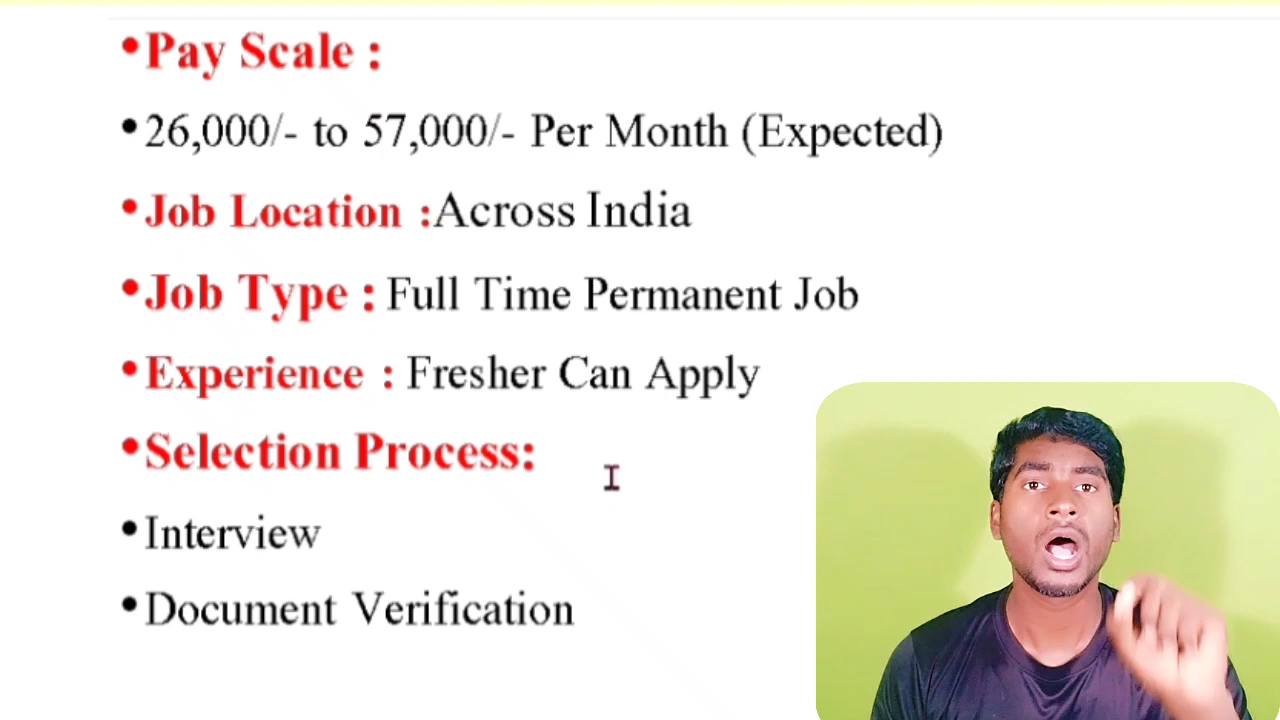 •Pay Scale :
•26,000/- to 57,000/- Per Month (Expected)
•Job Location :Across India
•Job Type : Full Time Permanent Job
•Experience : Fresher Can Apply
•Selection Process:
•Interview
•Document Verification